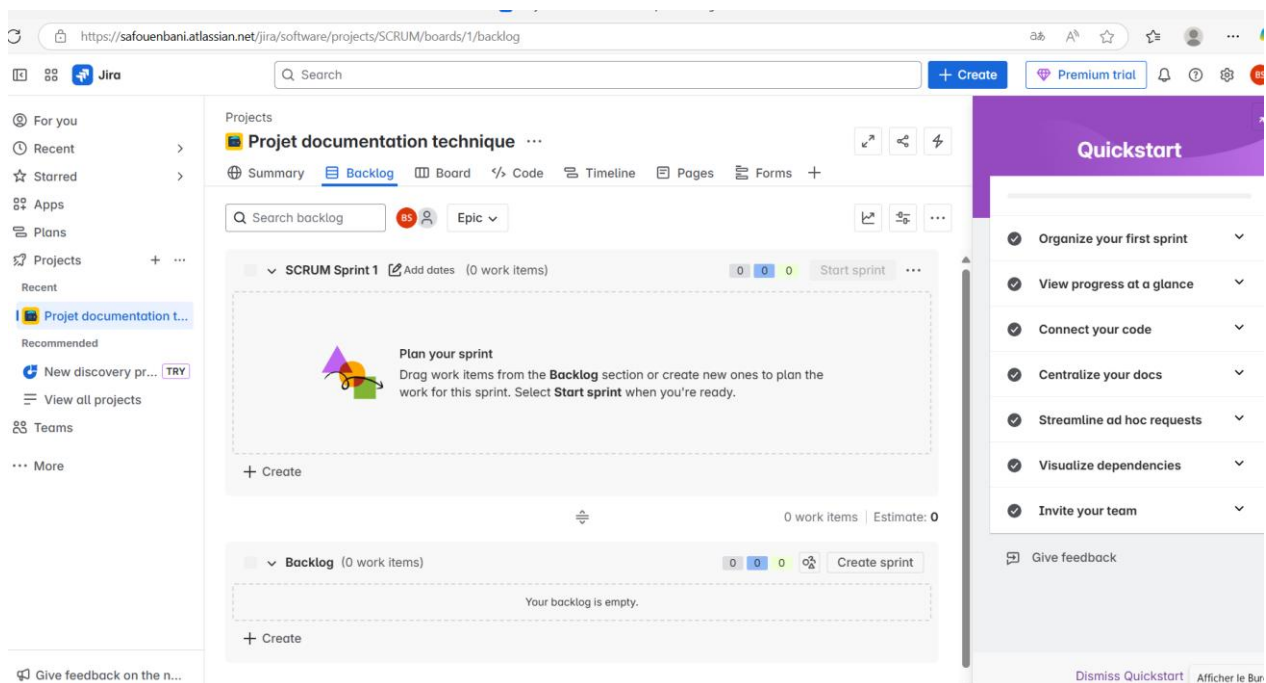 https://safouenbani.atlassian.net/jira/software/projects/SCRUM/boards/1/backlog
Jira
Search
+ Create
Premium trial
For you
Recent
Starred
Apps
Plans
Projects
Recent
Projet documentation t...
Recommended
New discovery pr... TRY
View all projects
Teams
More
Give feedback on the n...
Projects
Projet documentation technique
Summary Backlog Board Code Timeline Pages Forms
Search backlog BS Epic
SCRUM Sprint 1 Add dates (0 work items) 0 0 0 Start sprint
Plan your sprint
Drag work items from the Backlog section or create new ones to plan the
work for this sprint. Select Start sprint when you're ready.
+ Create
0 work items Estimate: 0
Backlog (0 work items) 0 0 0 Create sprint
Your backlog is empty.
+ Create
Quickstart
Organize your first sprint
View progress at a glance
Connect your code
Centralize your docs
Streamline ad hoc requests
Visualize dependencies
Invite your team
Give feedback
Dismiss Quickstart